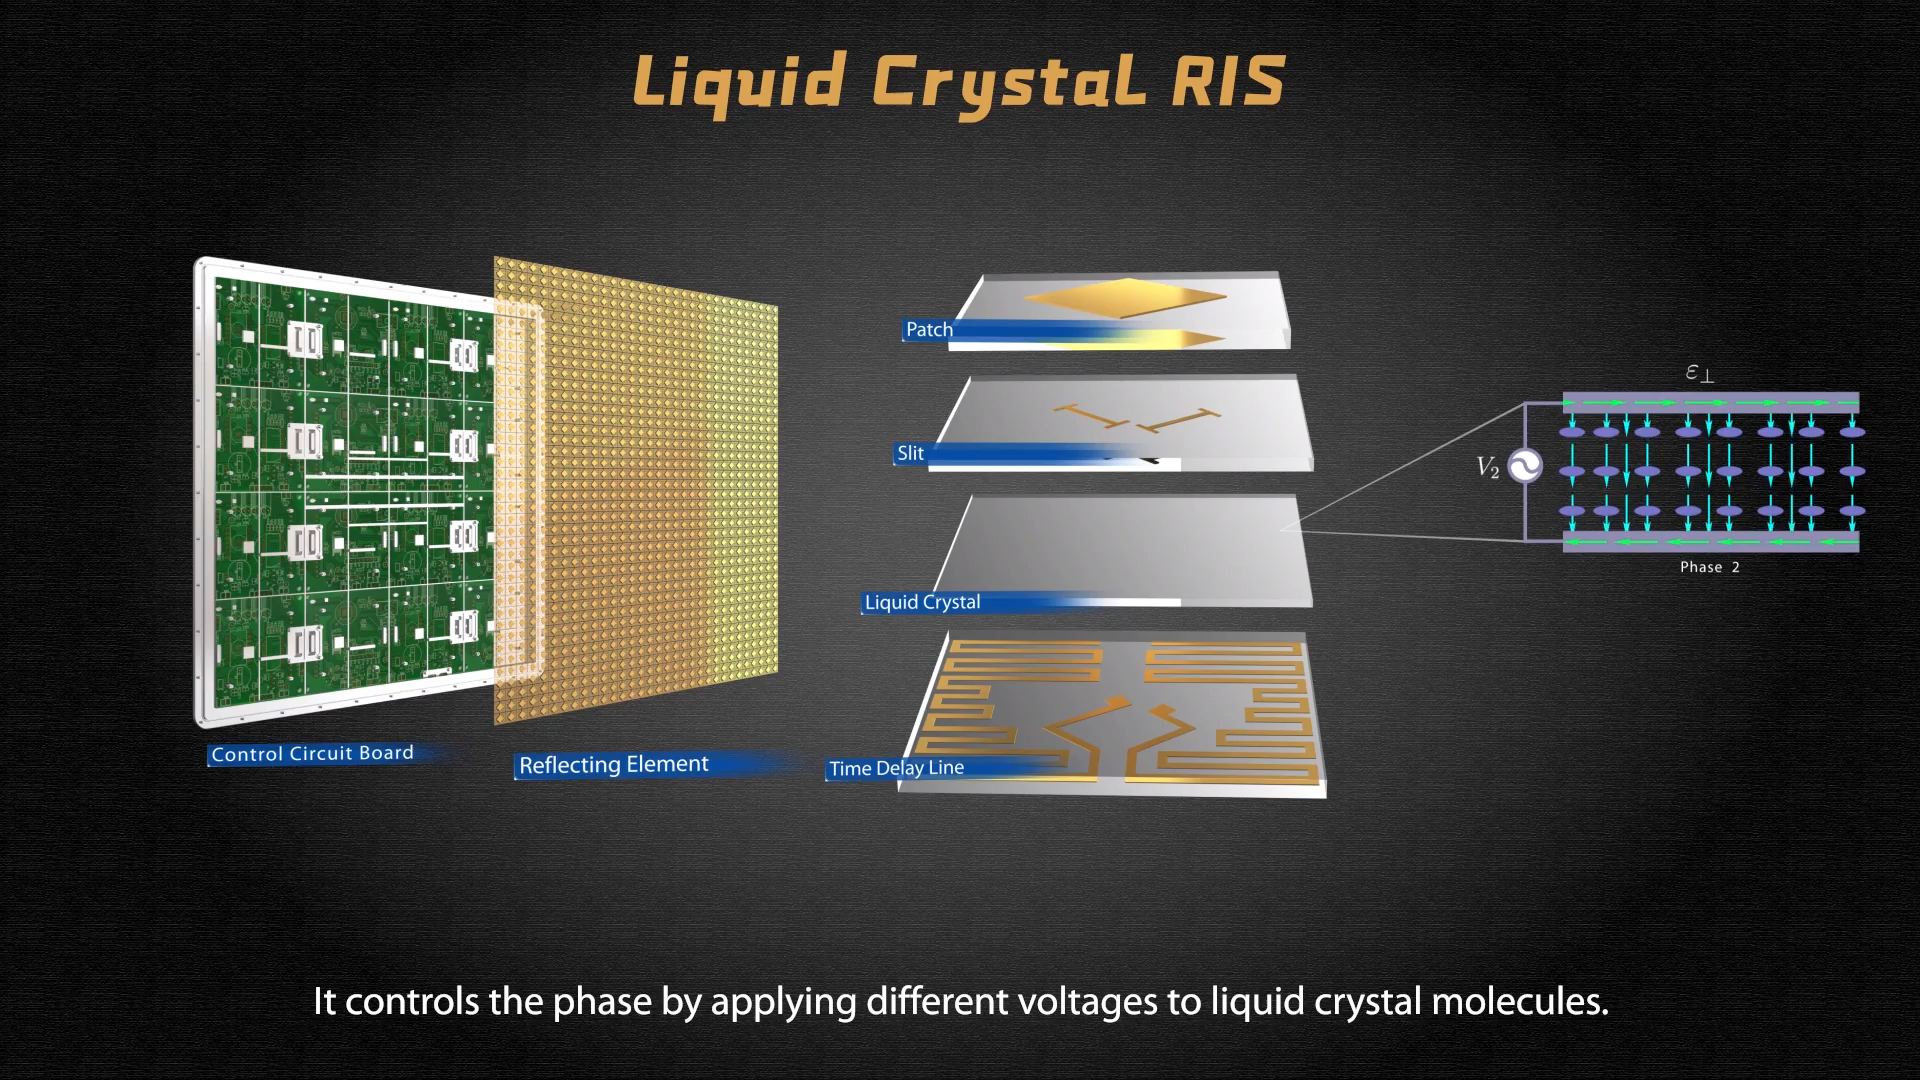 Liquid Crystal RIS
Patch
Slit
Liquid Crystal
Time Delay Line
Control Circuit Board
Reflecting Element
ε⊥
V₂
Phase 2
It controls the phase by applying different voltages to liquid crystal molecules.